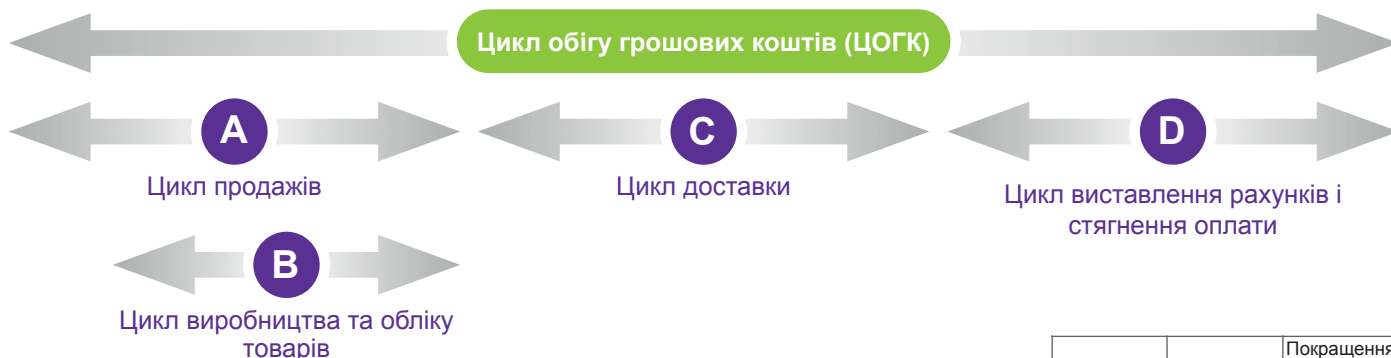 Цикл обігу грошових коштів (ЦОГК)
A
C
D
Цикл продажів
Цикл доставки
Цикл виставлення рахунків і
стягнення оплати
B
Цикл виробництва та обліку
товарів
Покращення